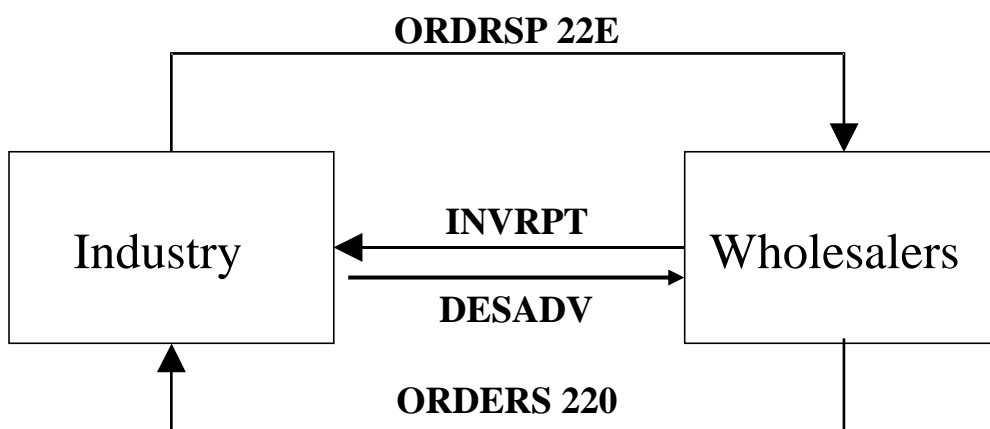 ORDRSP 22E
INVRPT
Industry
Wholesalers
DESADV
ORDERS 220